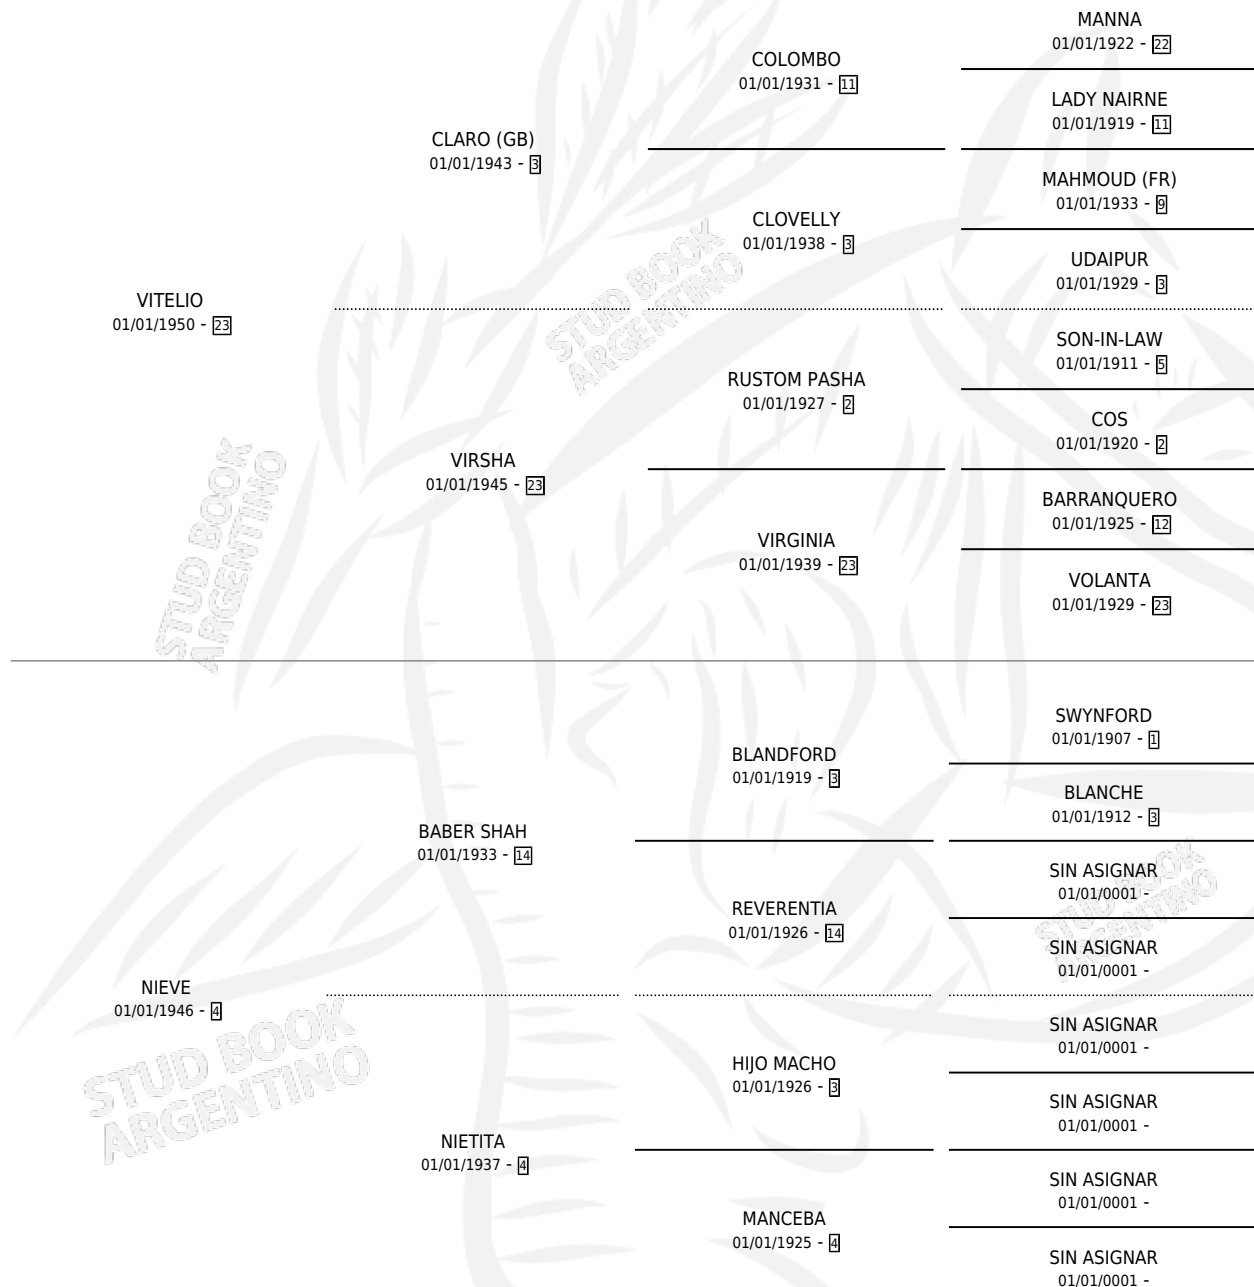 MANNA
01/01/1922 - 22
COLOMBO
01/01/1931 - 11
LADY NAIRNE
01/01/1919 - 11
CLARO (GB)
01/01/1943 - 3
MAHMOUD (FR)
01/01/1933 - 9
CLOVELLY
01/01/1938 - 3
UDAIPUR
01/01/1929 - 3
VITELIO
01/01/1950 - 23
STUD BOOK
ARGENTINO
SON-IN-LAW
01/01/1911 - 5
RUSTOM PASHA
01/01/1927 - 2
COS
01/01/1920 - 2
VIRSHA
01/01/1945 - 23
BARRANQUERO
01/01/1925 - 12
VIRGINIA
01/01/1939 - 23
VOLANTA
01/01/1929 - 23
STUD BOOK
ARGENTINO
SWYNFORD
01/01/1907 - 1
BLANDFORD
01/01/1919 - 3
BLANCHE
01/01/1912 - 3
BABER SHAH
01/01/1933 - 14
SIN ASIGNAR
01/01/0001 -
REVERENTIA
01/01/1926 - 14
STUD BOOK
ARGENTINO
SIN ASIGNAR
01/01/0001 -
NIEVE
01/01/1946 - 4
STUD BOOK
ARGENTINO
SIN ASIGNAR
01/01/0001 -
HIJO MACHO
01/01/1926 - 3
SIN ASIGNAR
01/01/0001 -
NIETITA
01/01/1937 - 4
SIN ASIGNAR
01/01/0001 -
MANCEBA
01/01/1925 - 4
SIN ASIGNAR
01/01/0001 -